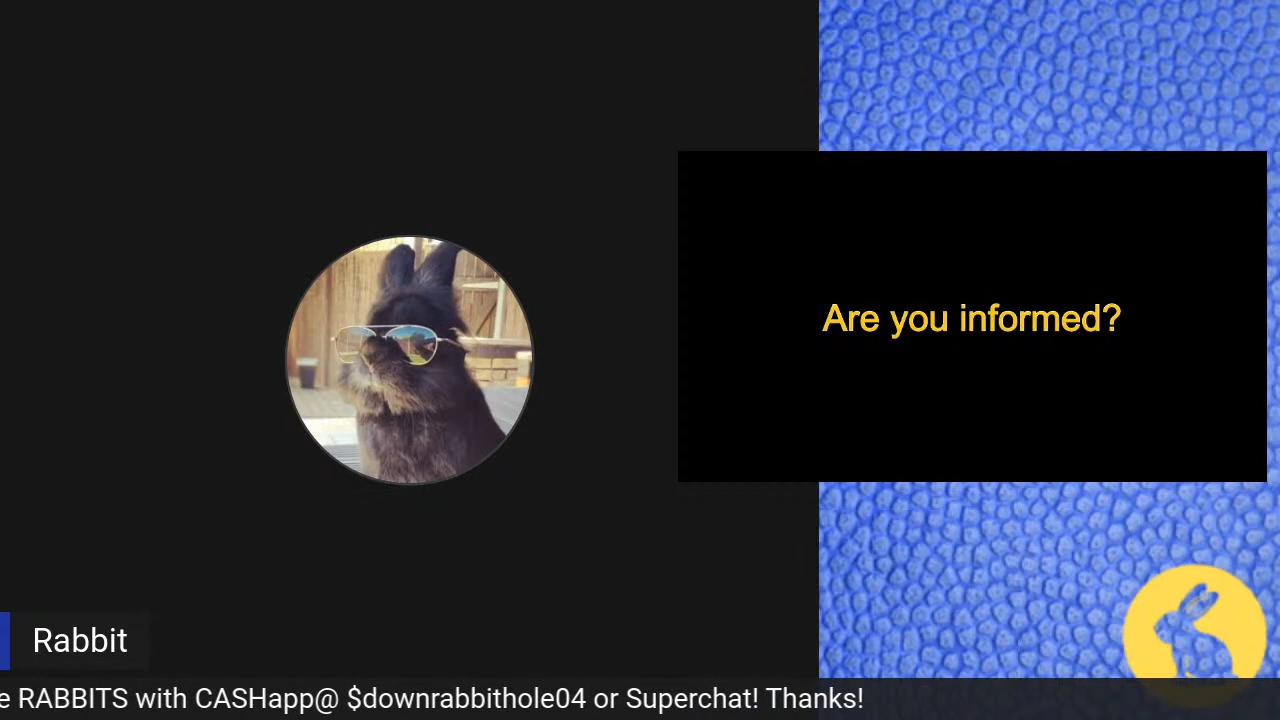 Are you informed?
Rabbit
e RABBITS with CASHapp@ $downrabbithole04 or Superchat! Thanks!